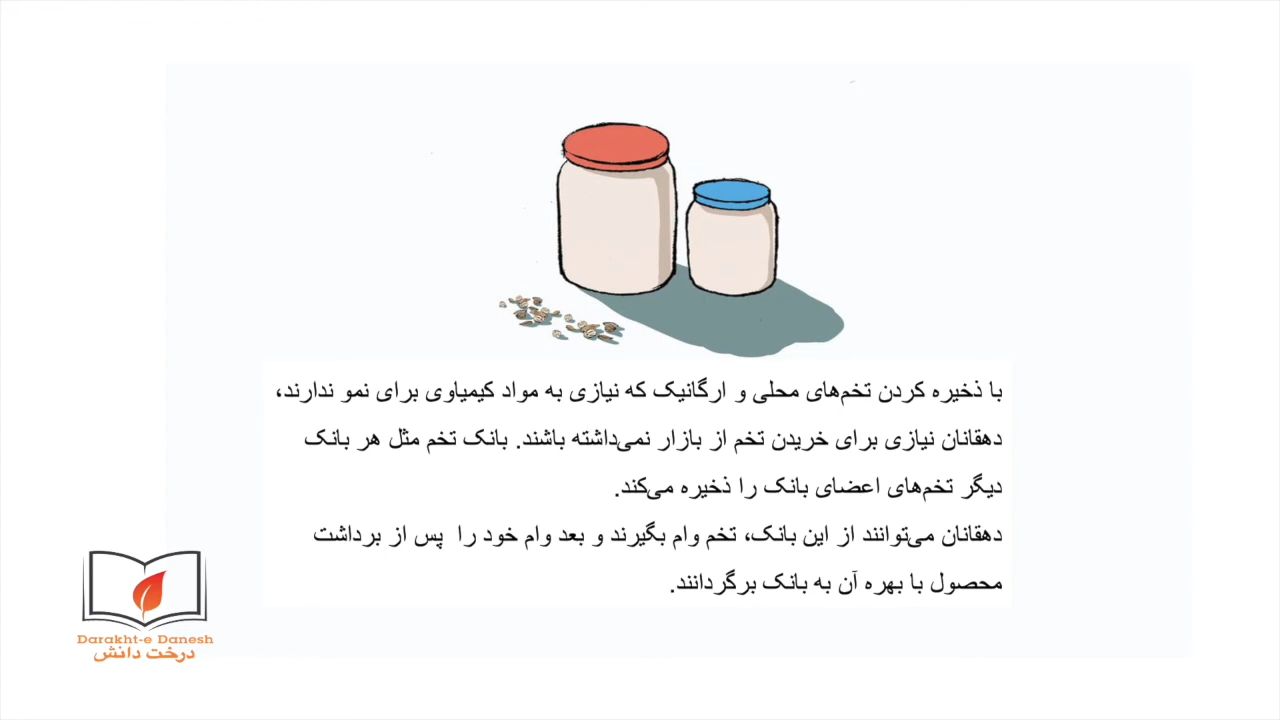 با ذخیره کردن تخم‌های محلی و ارگانیک که نیازی به مواد کیمیاوی برای نمو ندارند،
دهقانان نیازی برای خریدن تخم از بازار نمی‌داشته باشند. بانک تخم مثل هر بانک
دیگر تخم‌های اعضای بانک را ذخیره می‌کند.
دهقانان می‌توانند از این بانک، تخم وام بگیرند و بعد وام خود را پس از برداشت
محصول با بهره آن به بانک برگردانند.
Darakht-e Danesh
درخت دانش